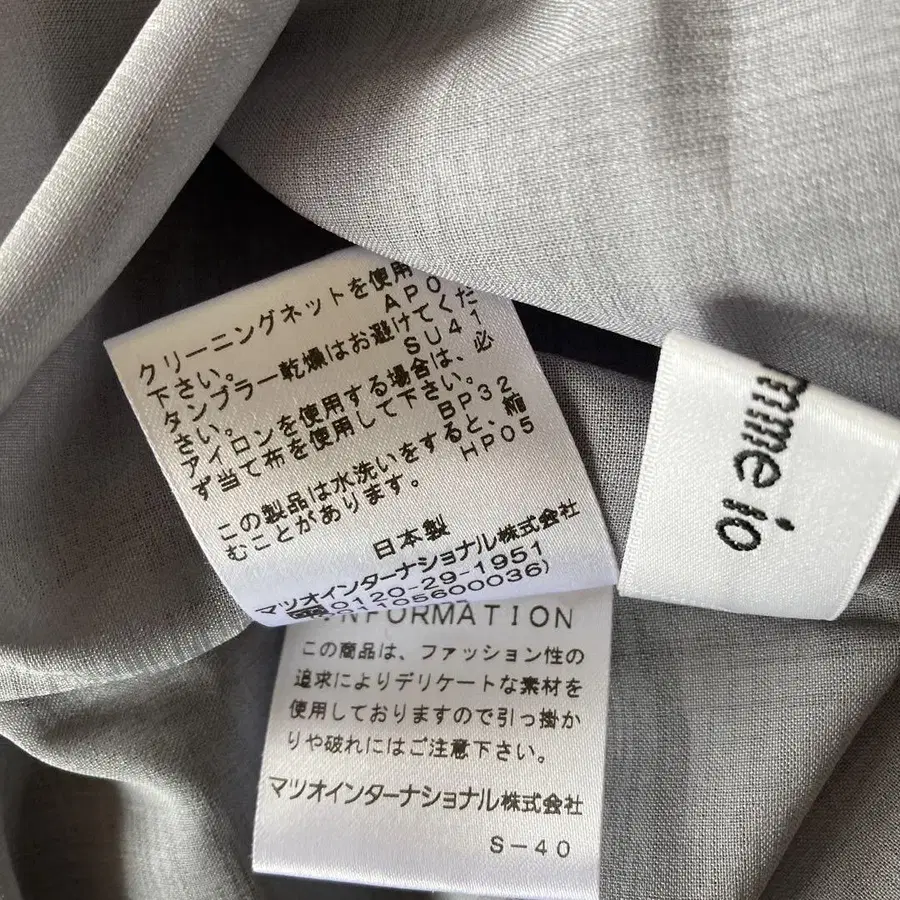 クリーニングネットを使用
APO
下さい。
タンブラー乾燥はお避けてくだ
SU41
さい。
アイロンを使用する場合は、必
ず当て布を使用して下さい。
BP32
この製品は水洗いをすると、縮
HP05
むことがあります。
日本製
マツオインターナショナル株式会社
0120-29-1951
01105600036)
INFORMATION
この商品は、ファッション性の
追求によりデリケートな素材を
使用しておりますので引っ掛か
りや破れにはご注意下さい。
マツオインターナショナル株式会社
S-40
mme io